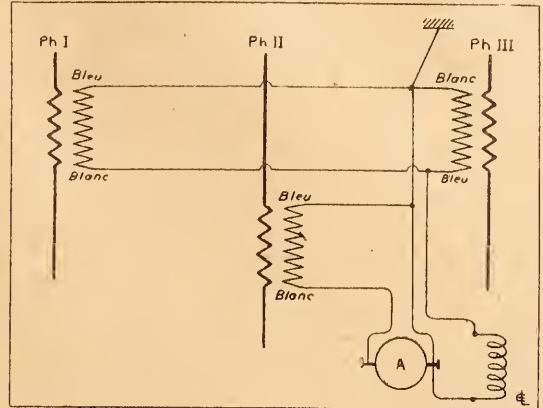 Ph I Ph II Ph III
Bleu Blanc
Blanc Bleu
Bleu
Blanc
A